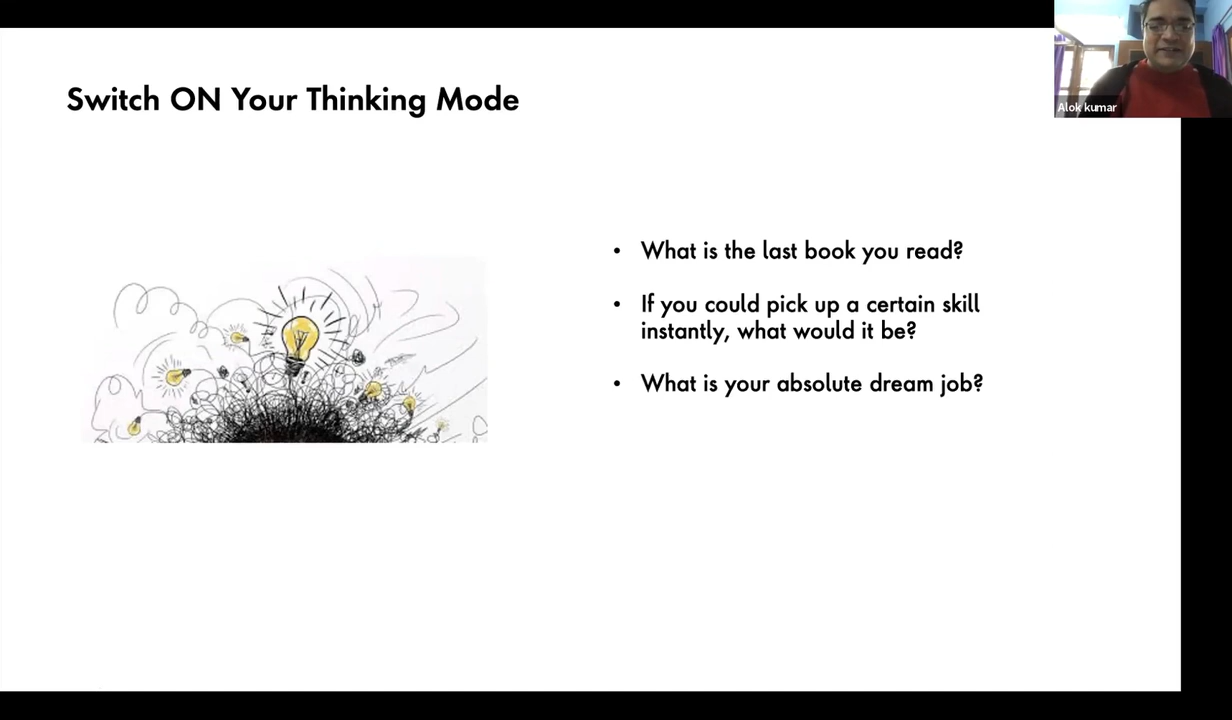 Switch ON Your Thinking Mode
• What is the last book you read?
• If you could pick up a certain skill
instantly, what would it be?
• What is your absolute dream job?
Alok kumar